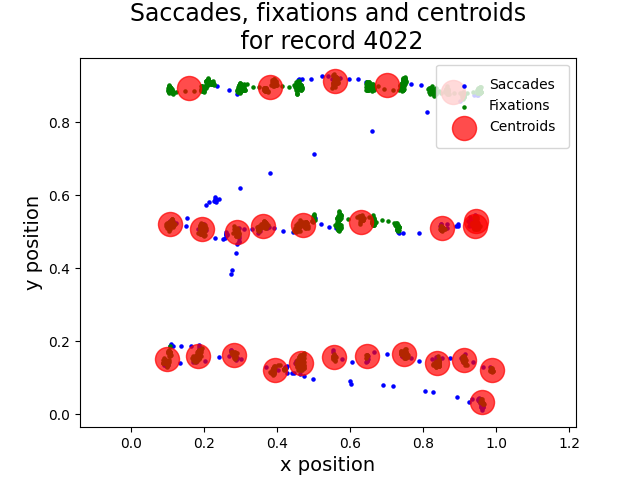 Saccades, fixations and centroids
for record 4022
Saccades
Fixations
Centroids
y position
0.8
0.6
0.4
0.2
0.0
0.0 0.2 0.4 0.6 0.8 1.0 1.2
x position